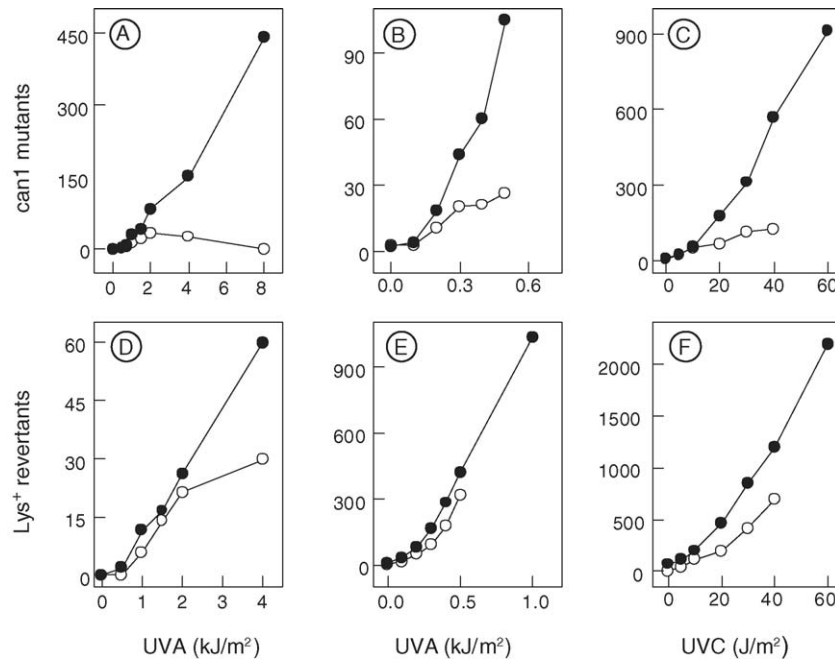 A
B
C
can1 mutants
450
300
150
0
0 2 4 6 8
90
60
30
0
0.0 0.3 0.6
900
600
300
0
0 20 40 60
D
E
F
Lys+ revertants
60
45
30
15
0
0 1 2 3 4
900
600
300
0
0.0 0.5 1.0
2000
1500
1000
500
0
0 20 40 60
UVA (kJ/m²)
UVA (kJ/m²)
UVC (J/m²)